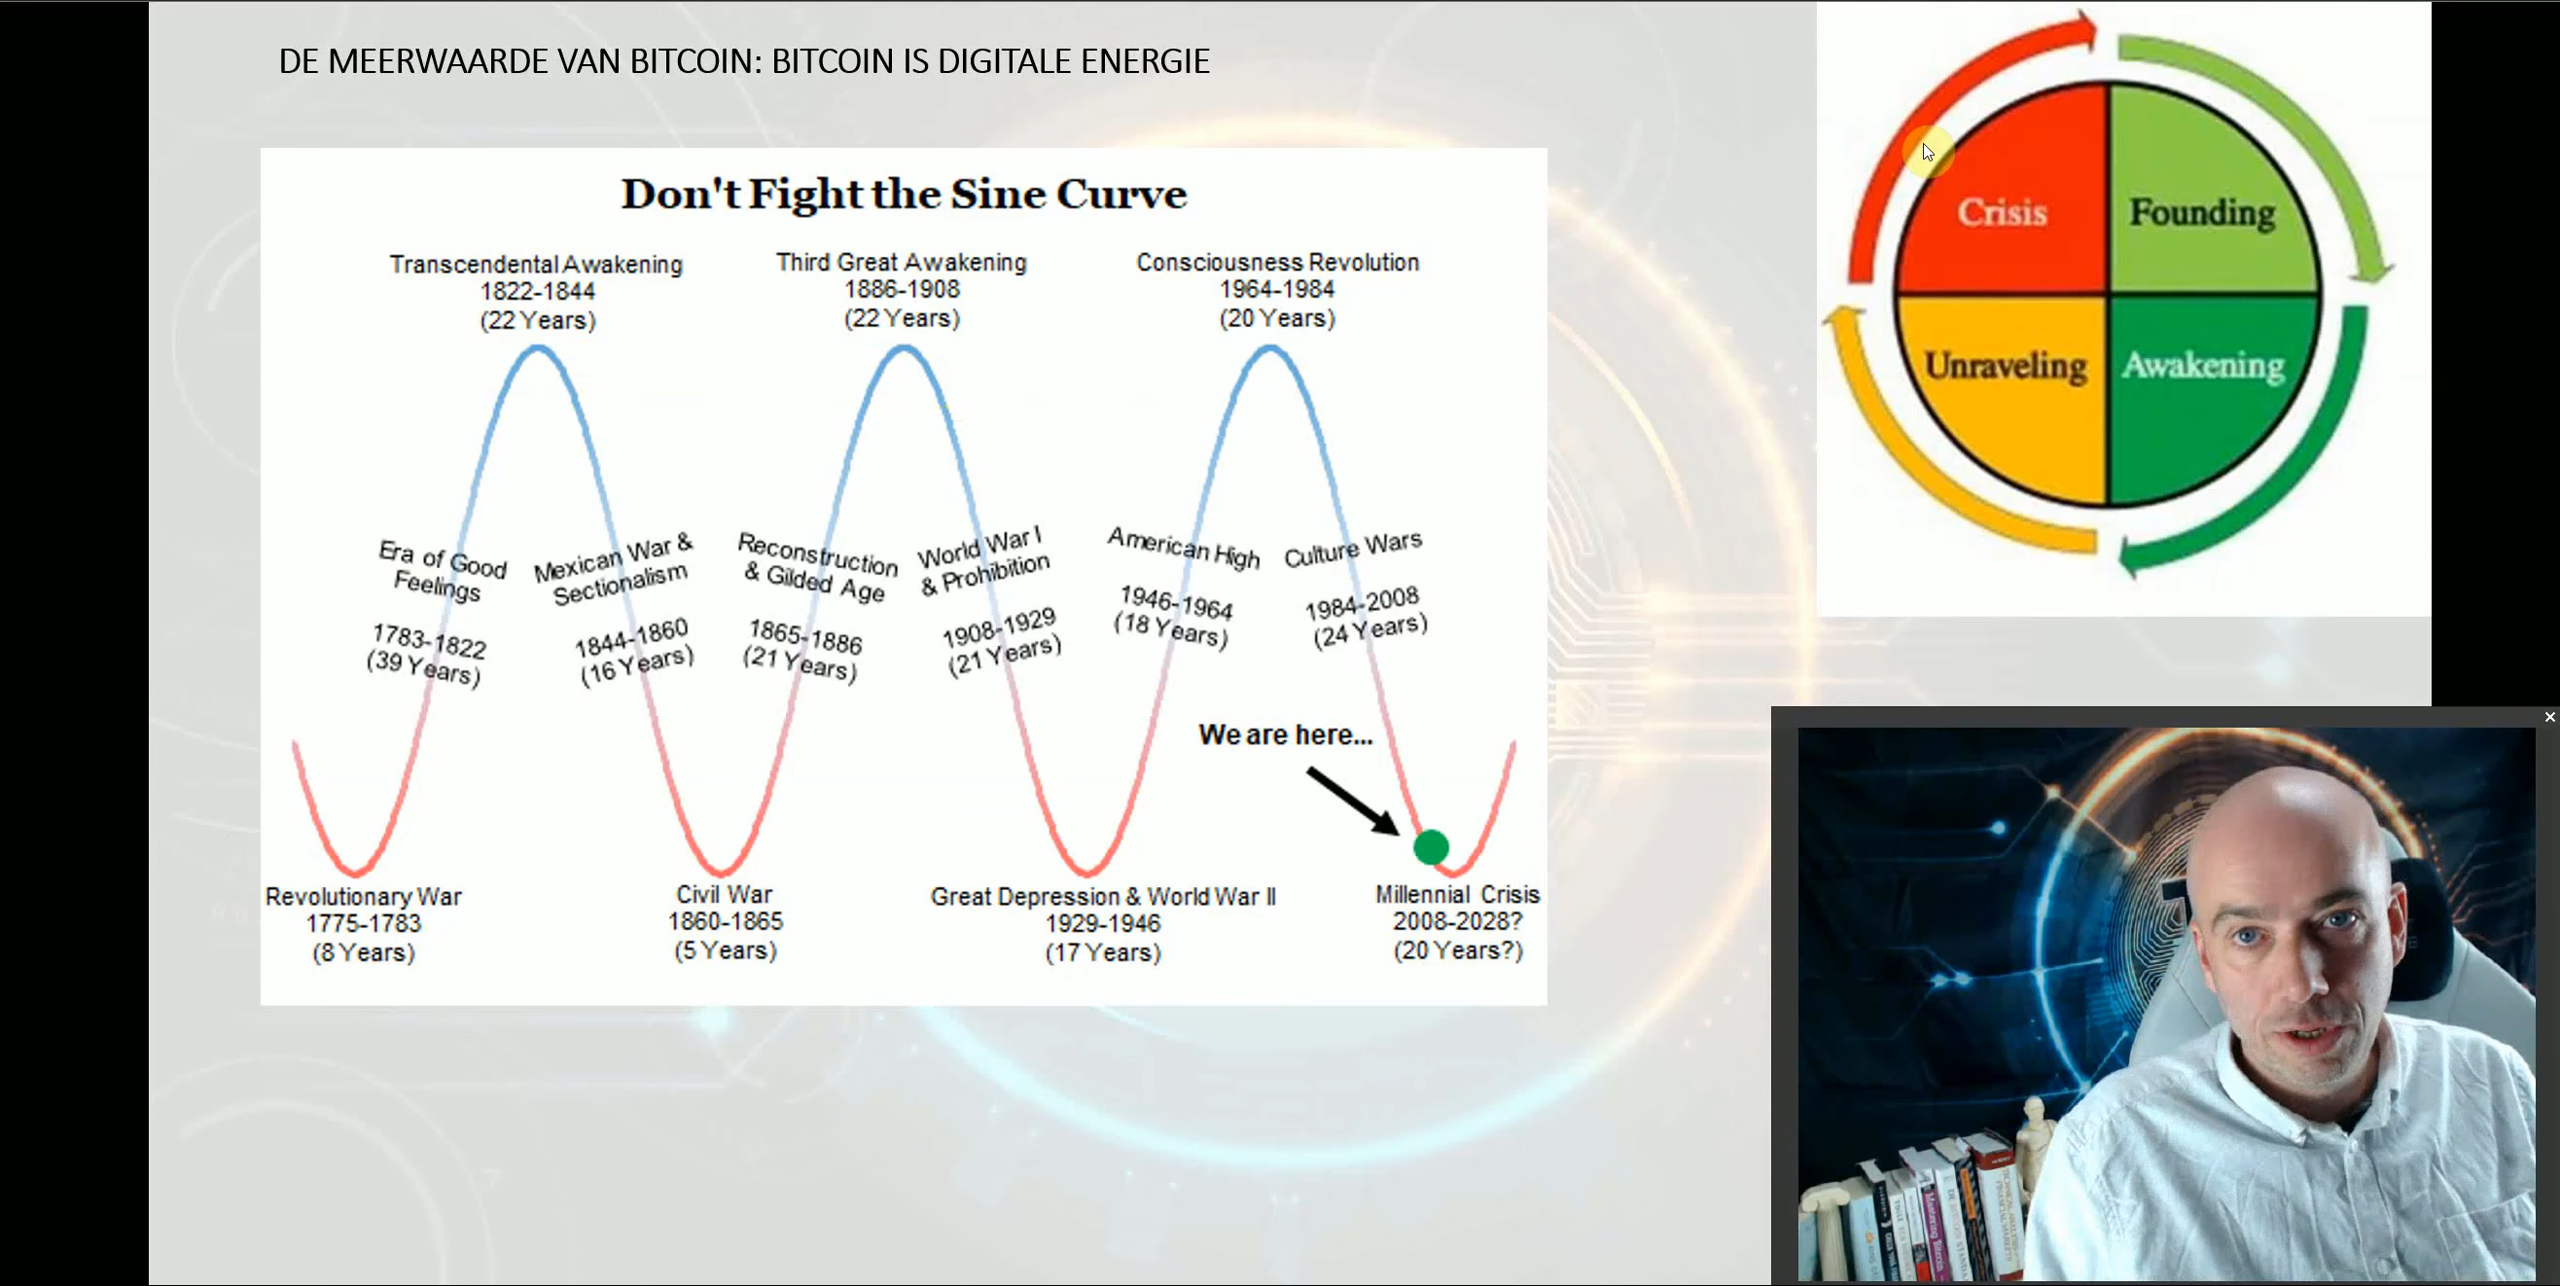 DE MEERWAARDE VAN BITCOIN: BITCOIN IS DIGITALE ENERGIE
Don't Fight the Sine Curve
Transcendental Awakening
1822-1844
(22 Years)
Third Great Awakening
1886-1908
(22 Years)
Consciousness Revolution
1964-1984
(20 Years)
Era of Good
Feelings
1783-1822
(39 Years)
Mexican War &
Sectionalism
1844-1860
(16 Years)
Reconstruction
& Gilded Age
1865-1886
(21 Years)
World War I
& Prohibition
1908-1929
(21 Years)
American High
1946-1964
(18 Years)
Culture Wars
1984-2008
(24 Years)
We are here...
Revolutionary War
1775-1783
(8 Years)
Civil War
1860-1865
(5 Years)
Great Depression & World War II
1929-1946
(17 Years)
Millennial Crisis
2008-2028?
(20 Years?)
Crisis
Founding
Unraveling
Awakening
Mastering Bitcoin